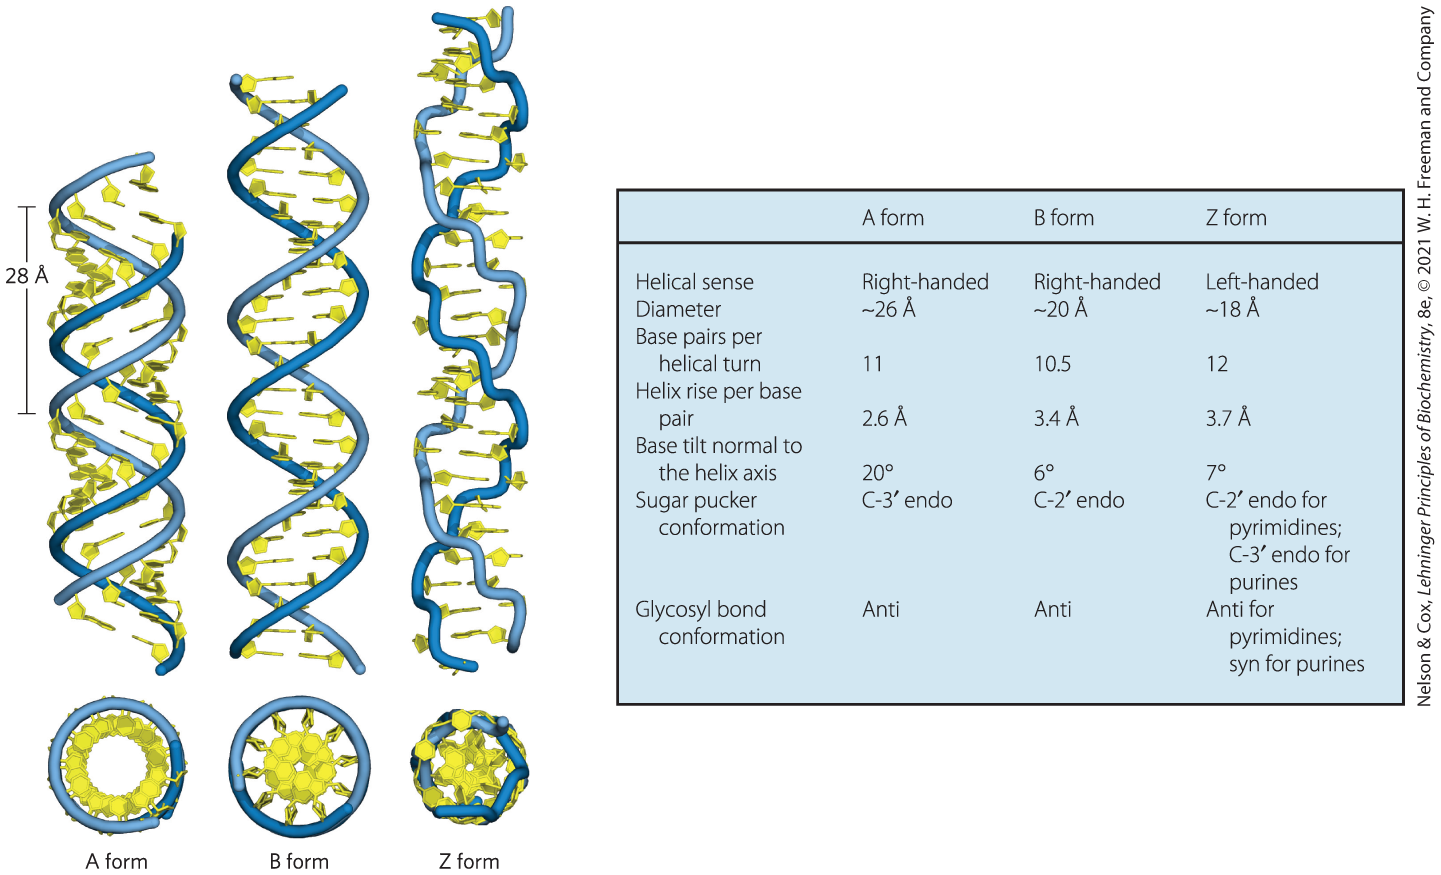 28 Å
A form B form Z form
Helical sense Right-handed Right-handed Left-handed
Diameter ~26 Å ~20 Å ~18 Å
Base pairs per
helical turn 11 10.5 12
Helix rise per base
pair 2.6 Å 3.4 Å 3.7 Å
Base tilt normal to
the helix axis 20° 6° 7°
Sugar pucker C-3′ endo C-2′ endo C-2′ endo for
conformation pyrimidines;
C-3′ endo for
purines
Glycosyl bond Anti Anti Anti for
conformation pyrimidines;
syn for purines
A form B form Z form
Nelson & Cox, Lehninger Principles of Biochemistry, 8e, © 2021 W. H. Freeman and Company